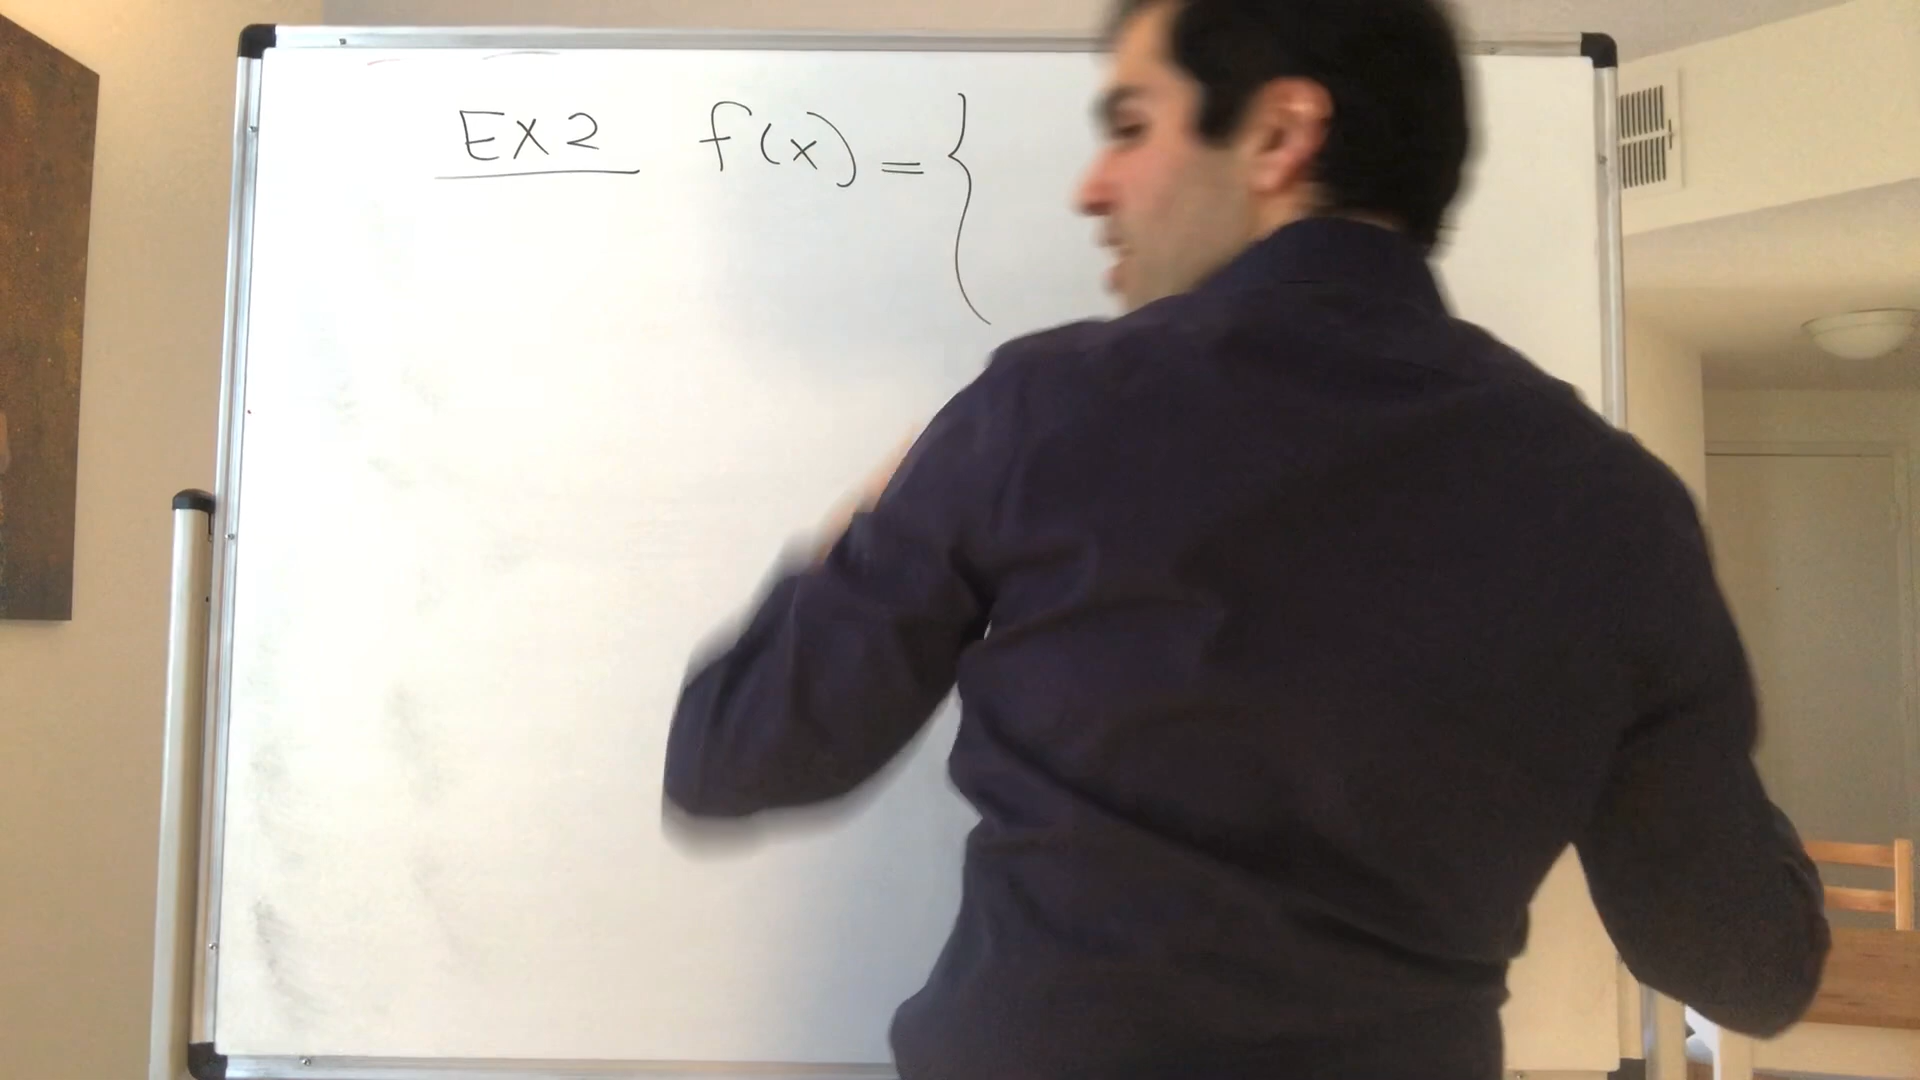 EX 2 f(x) = {